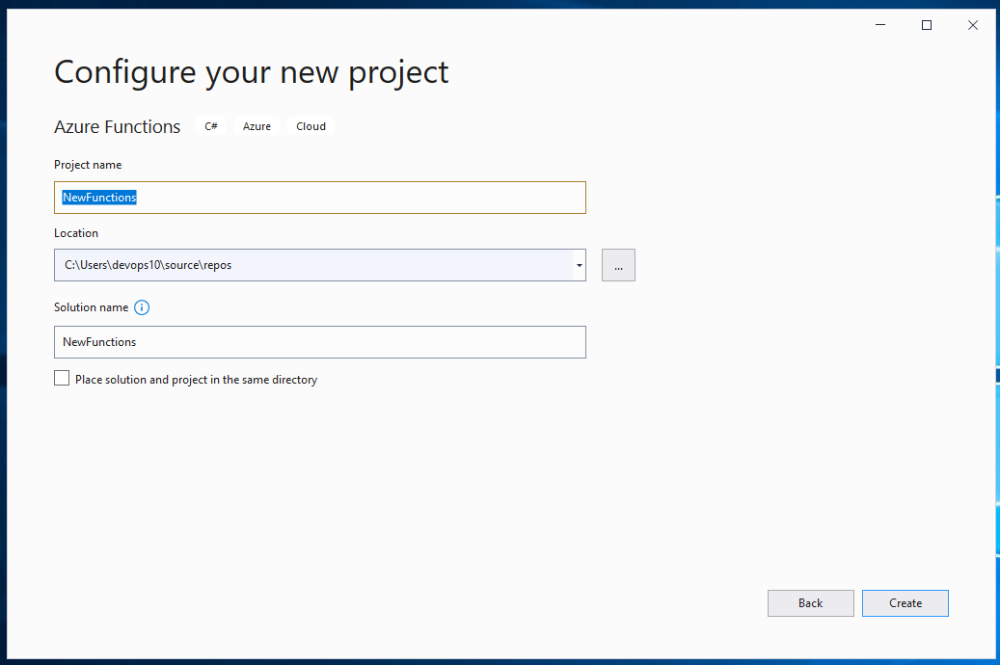 Configure your new project
Azure Functions C# Azure Cloud
Project name
NewFunctions
Location
C:\Users\devops10\source\repos
...
Solution name
NewFunctions
Place solution and project in the same directory
Back Create